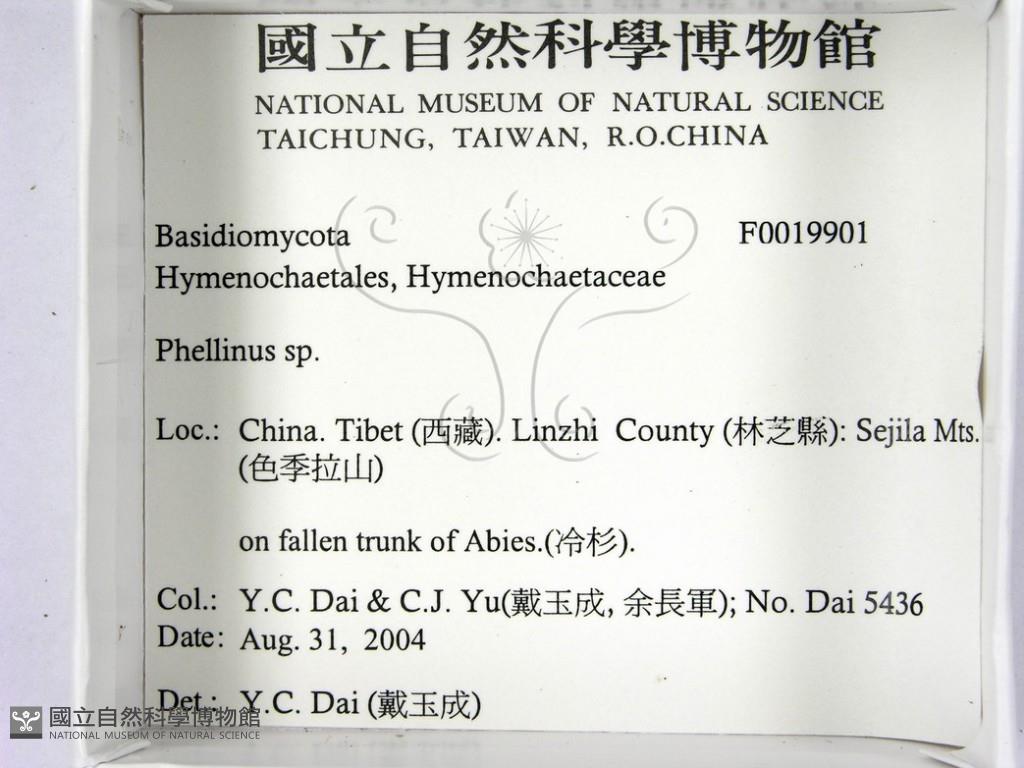 國立自然科學博物館
NATIONAL MUSEUM OF NATURAL SCIENCE
TAICHUNG, TAIWAN, R.O.CHINA
Basidiomycota F0019901
Hymenochaetales, Hymenochaetaceae
Phellinus sp.
Loc.: China. Tibet (西藏). Linzhi County (林芝縣): Sejila Mts.
(色季拉山)
on fallen trunk of Abies.(冷杉).
Col.: Y.C. Dai & C.J. Yu(戴玉成, 余長軍); No. Dai 5436
Date: Aug. 31, 2004
Det.: Y.C. Dai (戴玉成)
國立自然科學博物館
NATIONAL MUSEUM OF NATURAL SCIENCE